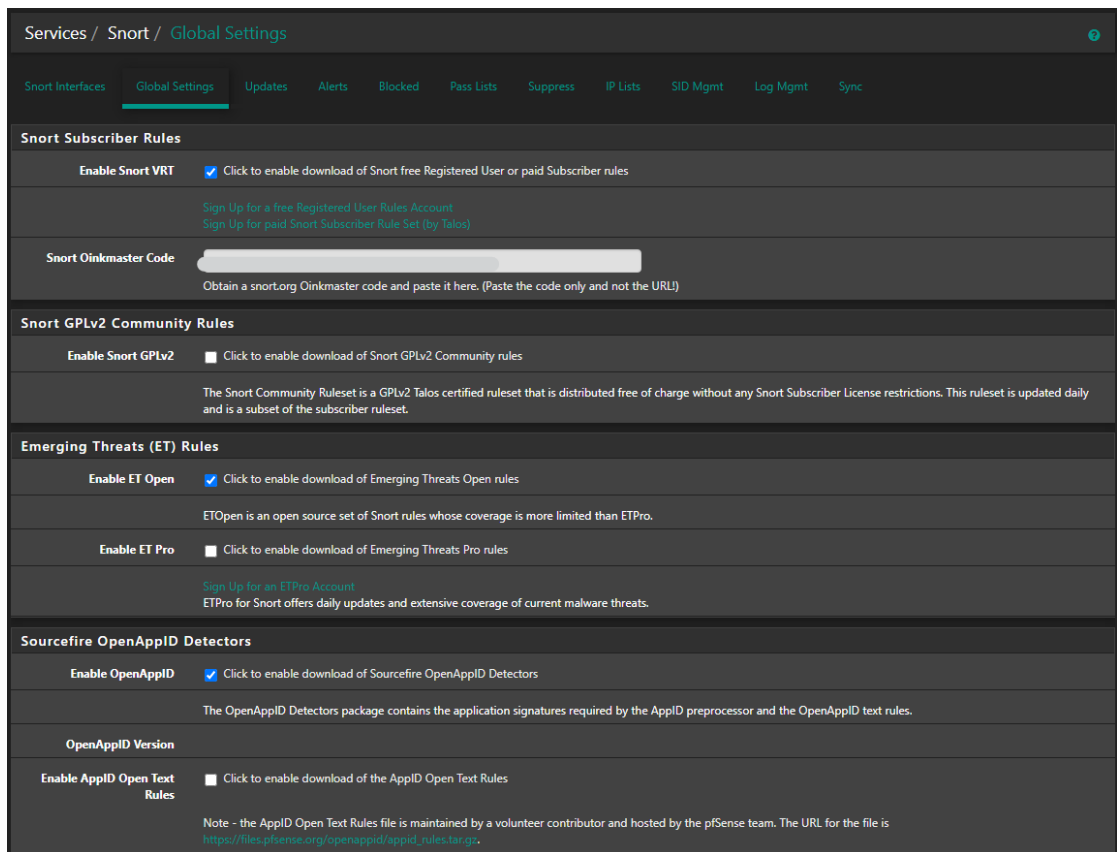 Services / Snort / Global Settings
Snort Interfaces Global Settings Updates Alerts Blocked Pass Lists Suppress IP Lists SID Mgmt Log Mgmt Sync
Snort Subscriber Rules
Enable Snort VRT Click to enable download of Snort free Registered User or paid Subscriber rules
Sign Up for a free Registered User Rules Account
Sign Up for paid Snort Subscriber Rule Set (by Talos)
Snort Oinkmaster Code
Obtain a snort.org Oinkmaster code and paste it here. (Paste the code only and not the URL!)
Snort GPLv2 Community Rules
Enable Snort GPLv2 Click to enable download of Snort GPLv2 Community rules
The Snort Community Ruleset is a GPLv2 Talos certified ruleset that is distributed free of charge without any Snort Subscriber License restrictions. This ruleset is updated daily
and is a subset of the subscriber ruleset.
Emerging Threats (ET) Rules
Enable ET Open Click to enable download of Emerging Threats Open rules
ETOpen is an open source set of Snort rules whose coverage is more limited than ETPro.
Enable ET Pro Click to enable download of Emerging Threats Pro rules
Sign Up for an ETPro Account
ETPro for Snort offers daily updates and extensive coverage of current malware threats.
Sourcefire OpenAppID Detectors
Enable OpenAppID Click to enable download of Sourcefire OpenAppID Detectors
The OpenAppID Detectors package contains the application signatures required by the AppID preprocessor and the OpenAppID text rules.
OpenAppID Version
Enable AppID Open Text Click to enable download of the AppID Open Text Rules
Rules
Note - the AppID Open Text Rules file is maintained by a volunteer contributor and hosted by the pfSense team. The URL for the file is
https://files.pfsense.org/openappid/appid_rules.tar.gz.